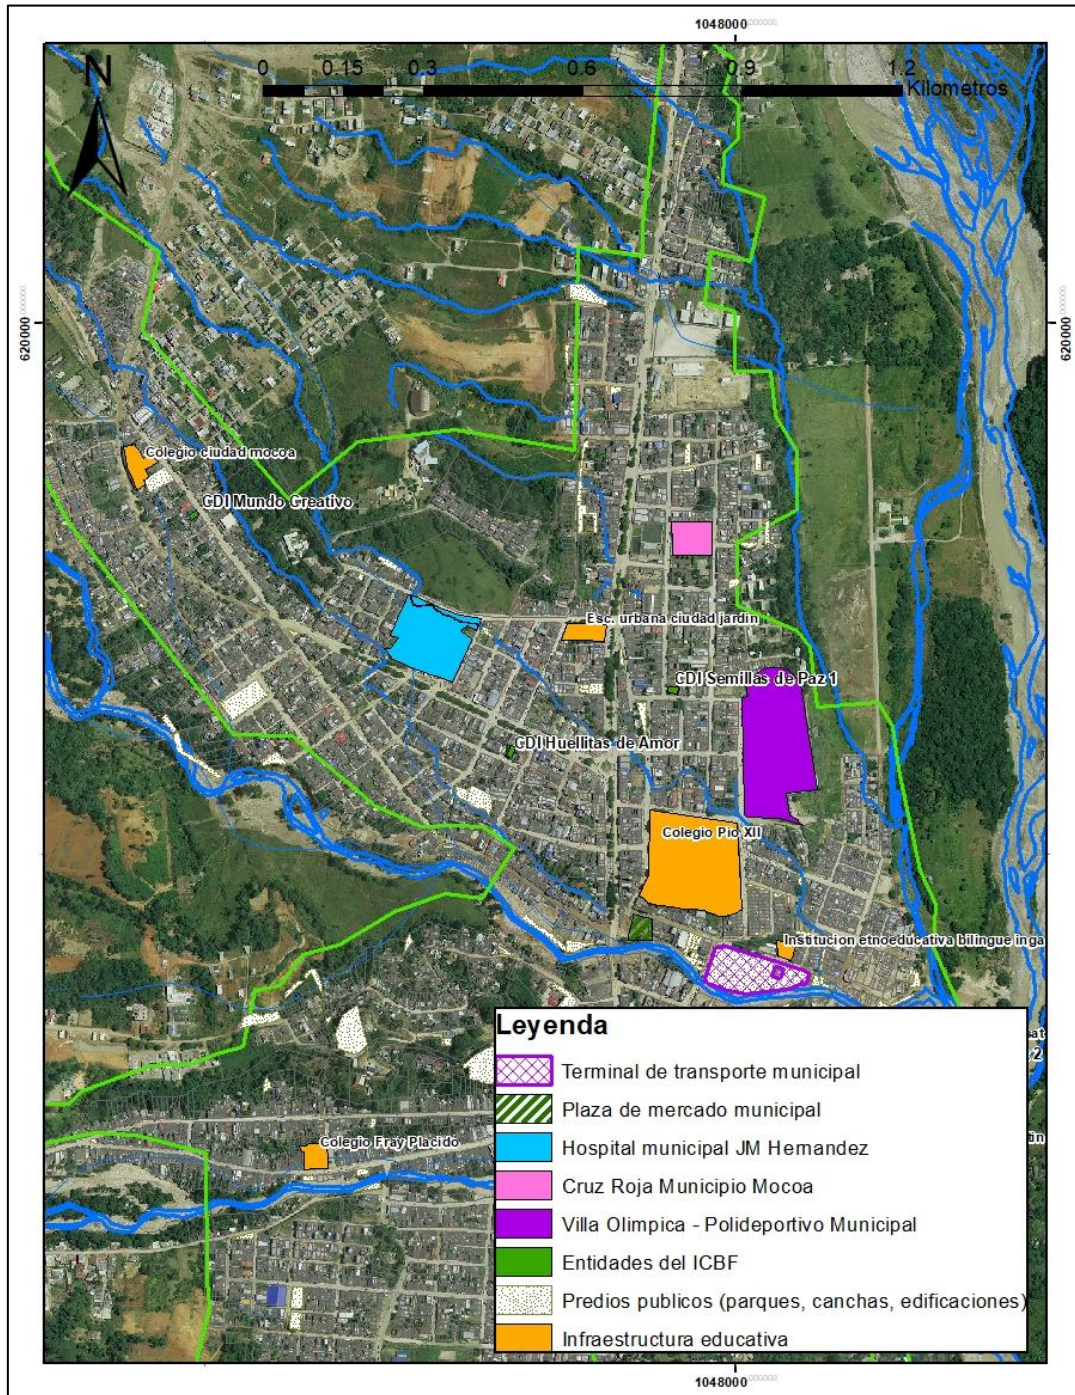 1048000
N
0 0.15 0.3 0.6 0.9 1.2
Kilometros
620000
620000
Colegio ciudad mocoa
CDI Mundo Creativo
Esc. urbana ciudad jardin
CDI Semillas de Paz 1
CDI Huellitas de Amor
Colegio Pio XII
Institucion etnoeducativa bilingue inga
Colegio Fray Placido
2
Leyenda
Terminal de transporte municipal
Plaza de mercado municipal
Hospital municipal JM Hernandez
Cruz Roja Municipio Mocoa
Villa Olimpica - Polideportivo Municipal
Entidades del ICBF
Predios publicos (parques, canchas, edificaciones)
Infraestructura educativa
1048000